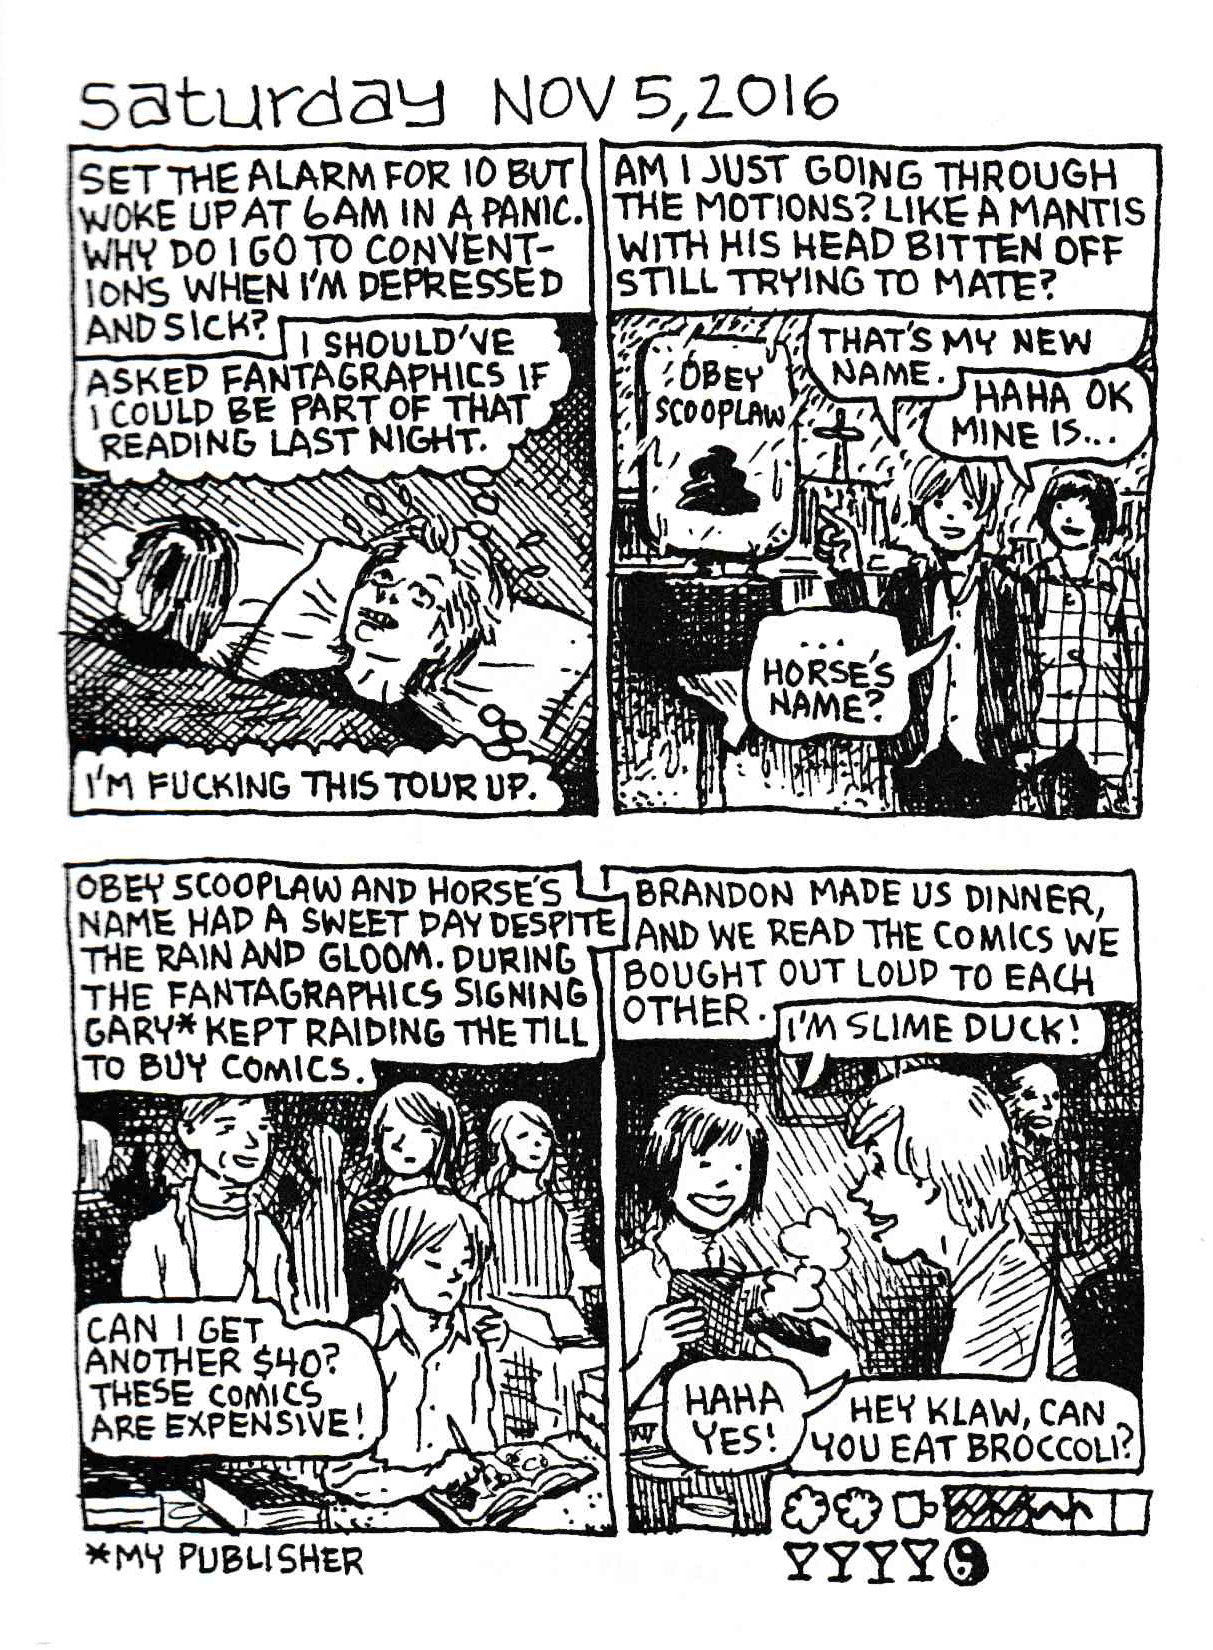 Saturday NOV 5, 2016
SET THE ALARM FOR 10 BUT
WOKE UP AT 6AM IN A PANIC.
WHY DO I GO TO CONVENT-
IONS WHEN I'M DEPRESSED
AND SICK?
I SHOULD'VE
ASKED FANTAGRAPHICS IF
I COULD BE PART OF THAT
READING LAST NIGHT.
I'M FUCKING THIS TOUR UP.
AM I JUST GOING THROUGH
THE MOTIONS? LIKE A MANTIS
WITH HIS HEAD BITTEN OFF
STILL TRYING TO MATE?
OBEY
SCOOPLAW
THAT'S MY NEW
NAME.
HAHA OK
MINE IS...
...
HORSE'S
NAME?
OBEY SCOOPLAW AND HORSE'S
NAME HAD A SWEET DAY DESPITE
THE RAIN AND GLOOM. DURING
THE FANTAGRAPHICS SIGNING
GARY* KEPT RAIDING THE TILL
TO BUY COMICS.
CAN I GET
ANOTHER $40?
THESE COMICS
ARE EXPENSIVE!
BRANDON MADE US DINNER,
AND WE READ THE COMICS WE
BOUGHT OUT LOUD TO EACH
OTHER.
I'M SLIME DUCK!
HAHA
YES!
HEY KLAW, CAN
YOU EAT BROCCOLI?
*MY PUBLISHER